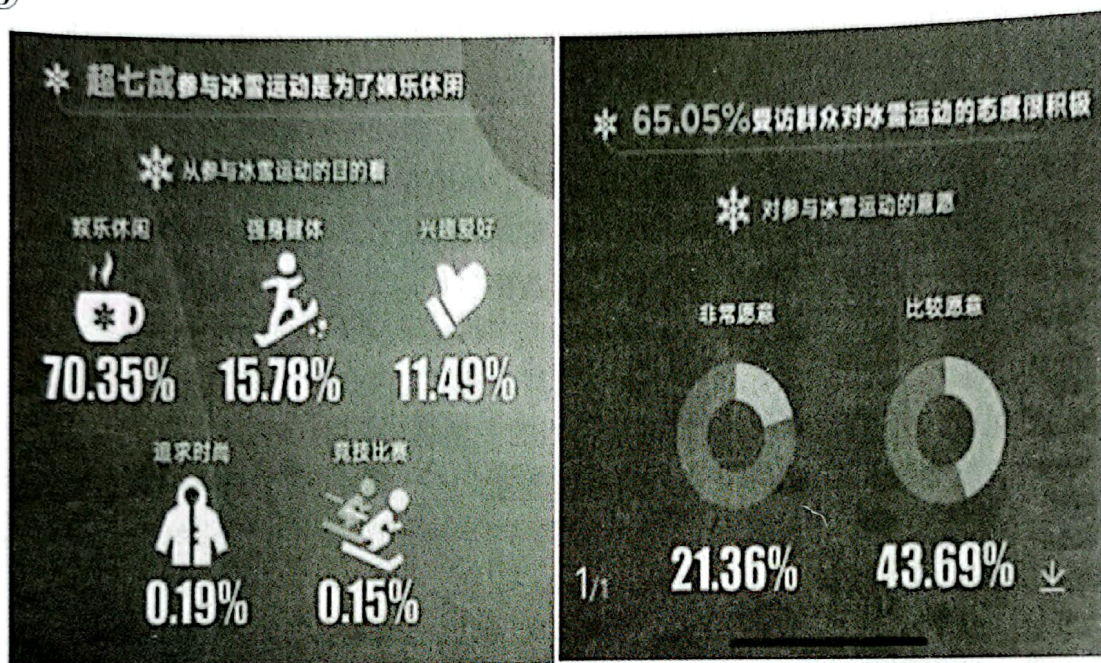 超七成参与冰雪运动是为了娱乐休闲
从参与冰雪运动的目的看
娱乐休闲 强身健体 兴趣爱好
70.35% 15.78% 11.49%
追求时尚 竞技比赛
0.19% 0.15%
65.05%受访群众对冰雪运动的态度很积极
对参与冰雪运动的意愿
非常愿意 比较愿意
21.36% 43.69%
1/1